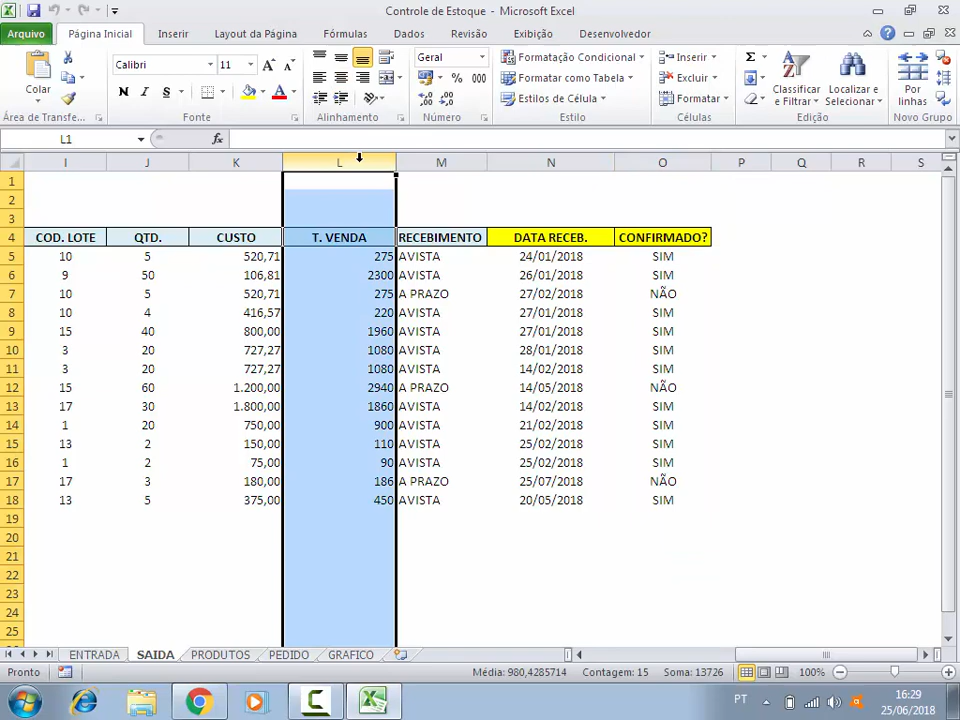 Controle de Estoque - Microsoft Excel
Arquivo Página Inicial Inserir Layout da Página Fórmulas Dados Revisão Exibição Desenvolvedor
Colar Calibri 11 Geral Formatação Condicional Inserir
N I S % 000 Formatar como Tabela Excluir Classificar e Filtrar Localizar e Selecionar Por linhas
Estilos de Célula Formatar
Área de Transfe... Fonte Alinhamento Número Estilo Células Edição Novo Grupo
L1 fx
I J K L M N O P Q R S
1
2
3
4 COD. LOTE QTD. CUSTO T. VENDA RECEBIMENTO DATA RECEB. CONFIRMADO?
5 10 5 520,71 275 AVISTA 24/01/2018 SIM
6 9 50 106,81 2300 AVISTA 26/01/2018 SIM
7 10 5 520,71 275 A PRAZO 27/02/2018 NÃO
8 10 4 416,57 220 AVISTA 27/01/2018 SIM
9 15 40 800,00 1960 AVISTA 27/01/2018 SIM
10 3 20 727,27 1080 AVISTA 28/01/2018 SIM
11 3 20 727,27 1080 AVISTA 14/02/2018 SIM
12 15 60 1.200,00 2940 A PRAZO 14/05/2018 NÃO
13 17 30 1.800,00 1860 AVISTA 14/02/2018 SIM
14 1 20 750,00 900 AVISTA 21/02/2018 SIM
15 13 2 150,00 110 AVISTA 25/02/2018 SIM
16 1 2 75,00 90 AVISTA 25/02/2018 SIM
17 17 3 180,00 186 A PRAZO 25/07/2018 NÃO
18 13 5 375,00 450 AVISTA 20/05/2018 SIM
19
20
21
22
23
24
25
ENTRADA SAIDA PRODUTOS PEDIDO GRAFICO
Pronto Média: 980,4285714 Contagem: 15 Soma: 13726 100%
PT 16:29
25/06/2018